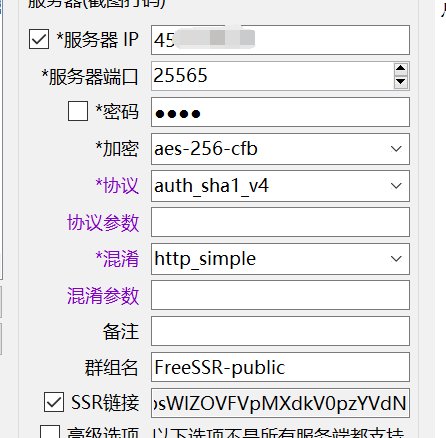 服务器(截图扫码)
*服务器 IP 45
*服务器端口 25565
*密码 ●●●●
*加密 aes-256-cfb
*协议 auth_sha1_v4
协议参数
*混淆 http_simple
混淆参数
备注
群组名 FreeSSR-public
SSR链接 osWlZOVFVpMXdkV0pzYVdN
高级选项 以下选项不是所有服务端都支持